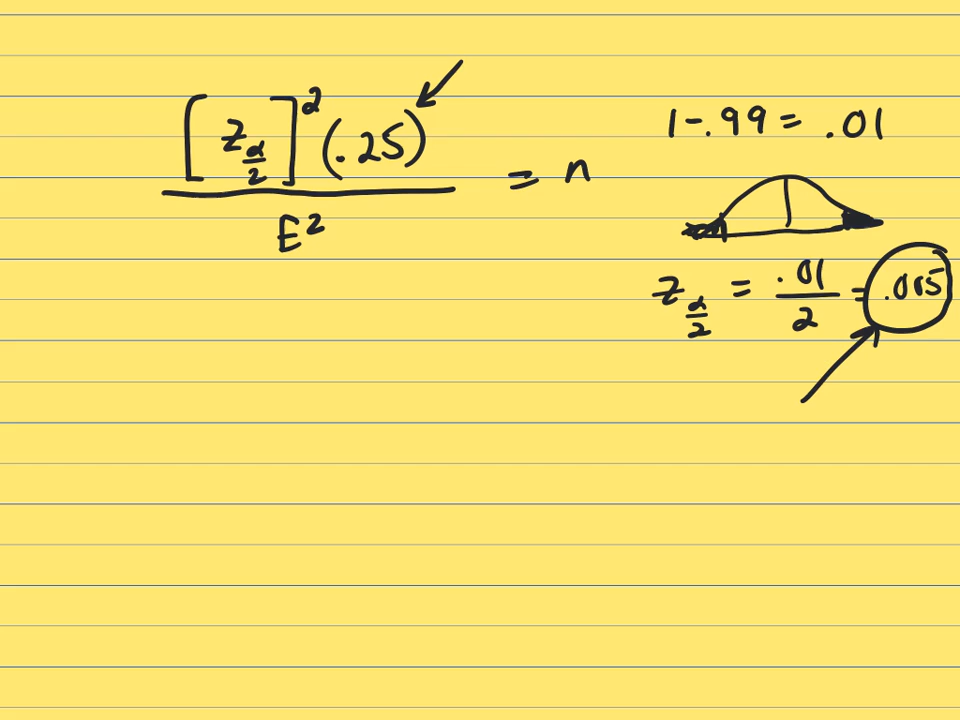 [z α/2]² (.25)
/ E² = n
1-.99 = .01
z α/2 = .01/2 = .005